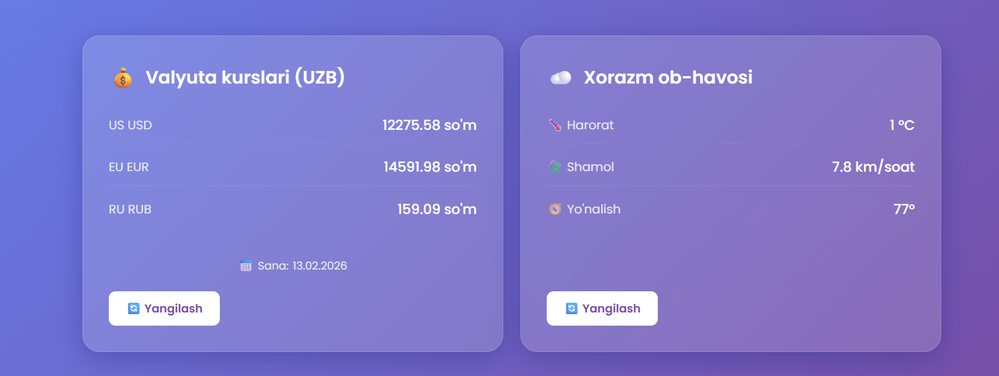 Valyuta kurslari (UZB)
US USD 12275.58 so'm
EU EUR 14591.98 so'm
RU RUB 159.09 so'm
Sana: 13.02.2026
Yangilash
Xorazm ob-havosi
Harorat 1 °C
Shamol 7.8 km/soat
Yo'nalish 77°
Yangilash